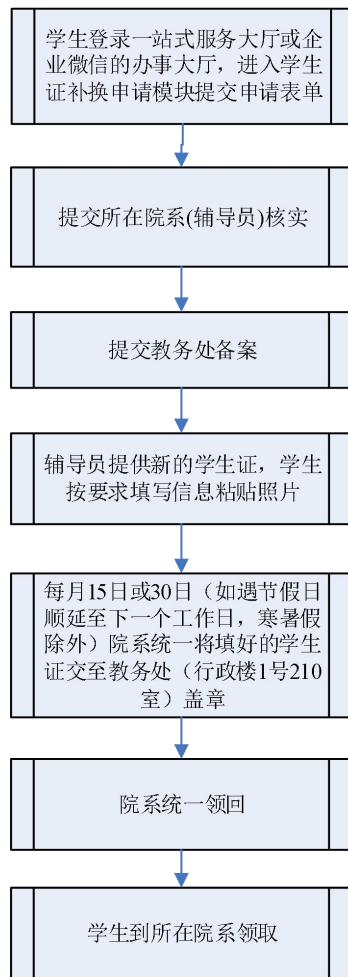 学生登录一站式服务大厅或企
业微信的办事大厅，进入学生
证补换申请模块提交申请表单
提交所在院系(辅导员)核实
提交教务处备案
辅导员提供新的学生证，学生
按要求填写信息粘贴照片
每月15日或30日（如遇节假日
顺延至下一个工作日，寒暑假
除外）院系统一将填好的学生
证交至教务处（行政楼1号210
室）盖章
院系统一领回
学生到所在院系领取